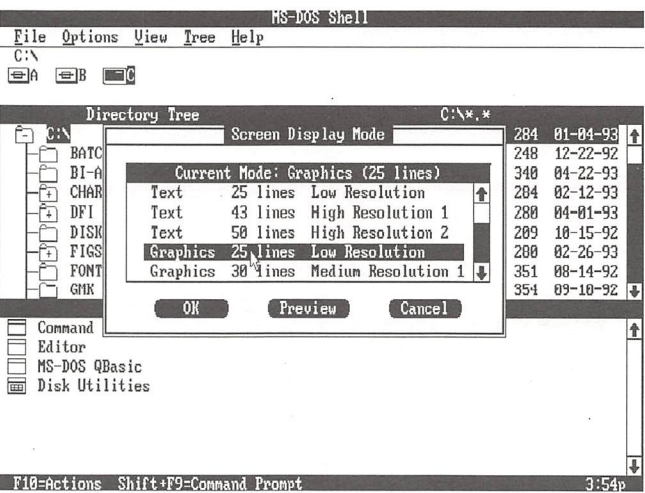 MS-DOS Shell
File Options View Tree Help
C:\
A B C
Directory Tree C:\*.*
C:\
BATC
BI-A
CHAR
DFI
DISK
FIGS
FONT
GMK
Screen Display Mode
Current Mode: Graphics (25 lines)
Text 25 lines Low Resolution
Text 43 lines High Resolution 1
Text 50 lines High Resolution 2
Graphics 25 lines Low Resolution
Graphics 30 lines Medium Resolution 1
OK Preview Cancel
284 01-04-93
248 12-22-92
340 04-22-93
284 02-12-93
280 04-01-93
209 10-15-92
280 02-26-93
351 08-14-92
354 09-10-92
Command
Editor
MS-DOS QBasic
Disk Utilities
F10=Actions Shift+F9=Command Prompt 3:54p